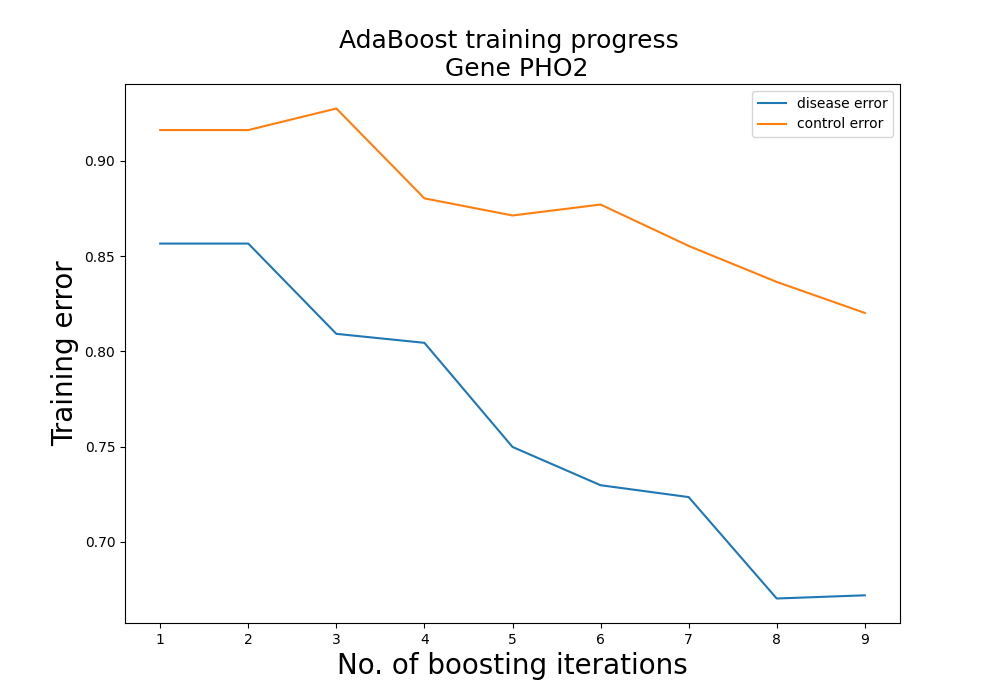 AdaBoost training progress
Gene PHO2
disease error
control error
Training error
0.90
0.85
0.80
0.75
0.70
1 2 3 4 5 6 7 8 9
No. of boosting iterations